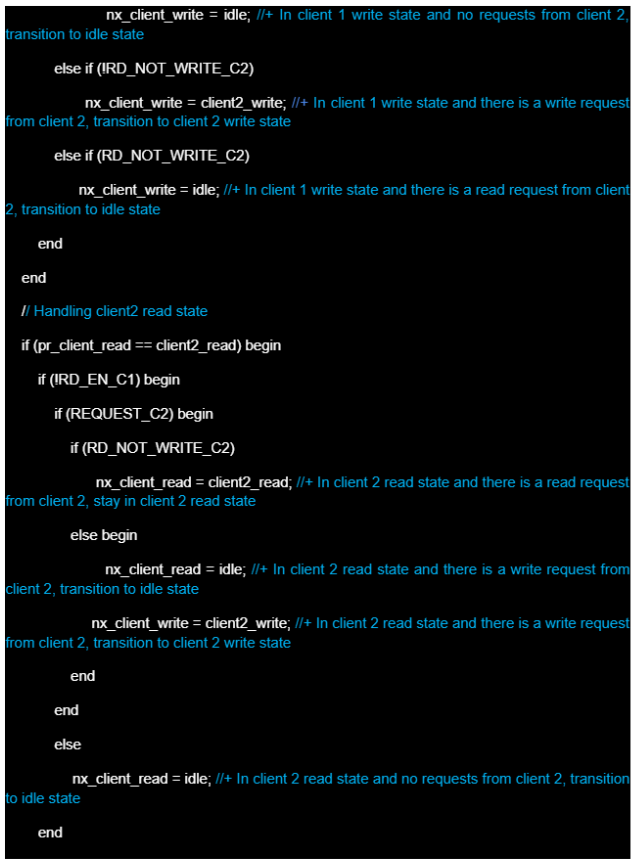 nx_client_write = idle; //+ In client 1 write state and no requests from client 2,
transition to idle state
else if (!RD_NOT_WRITE_C2)
nx_client_write = client2_write; //+ In client 1 write state and there is a write request
from client 2, transition to client 2 write state
else if (RD_NOT_WRITE_C2)
nx_client_write = idle; //+ In client 1 write state and there is a read request from client
2, transition to idle state
end
end
// Handling client2 read state
if (pr_client_read == client2_read) begin
if (!RD_EN_C1) begin
if (REQUEST_C2) begin
if (RD_NOT_WRITE_C2)
nx_client_read = client2_read; //+ In client 2 read state and there is a read request
from client 2, stay in client 2 read state
else begin
nx_client_read = idle; //+ In client 2 read state and there is a write request from
client 2, transition to idle state
nx_client_write = client2_write; //+ In client 2 read state and there is a write request
from client 2, transition to client 2 write state
end
end
else
nx_client_read = idle; //+ In client 2 read state and no requests from client 2, transition
to idle state
end